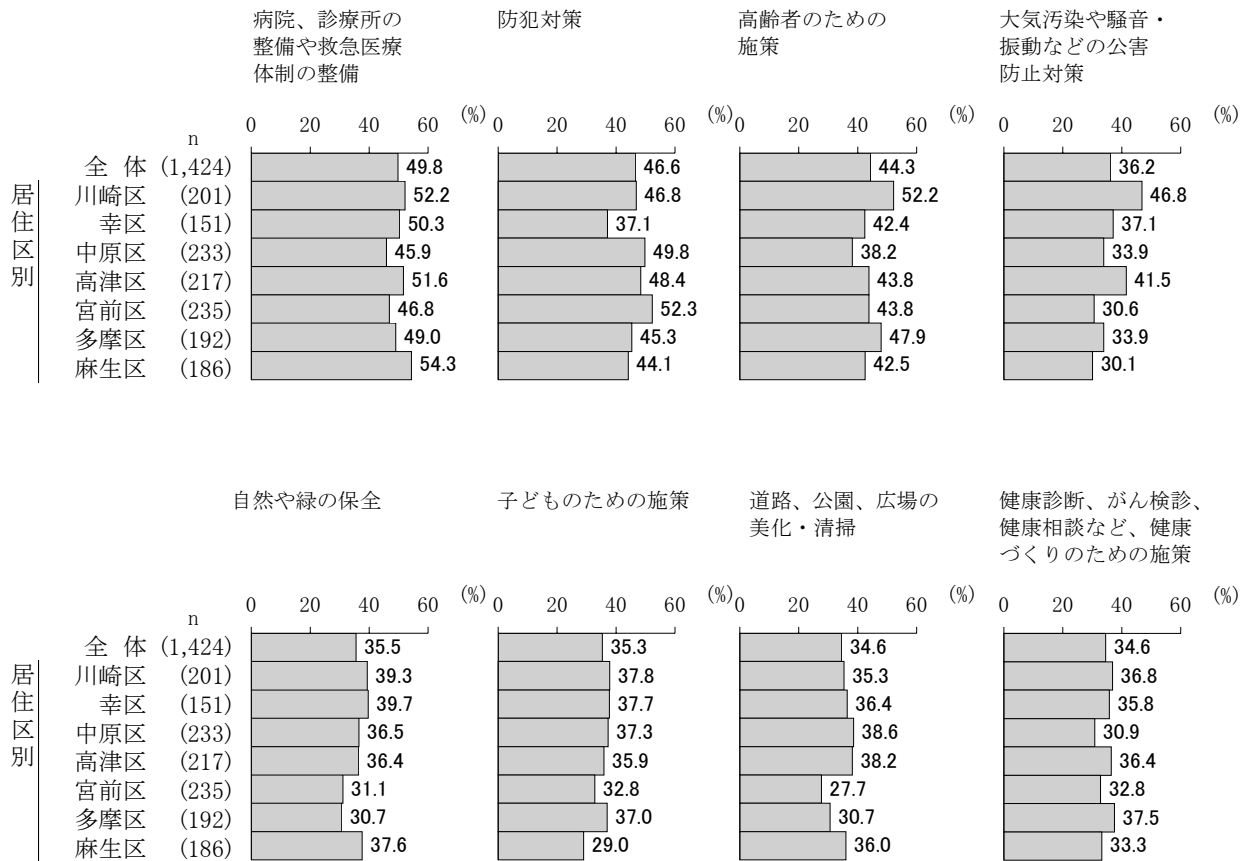 病院、診療所の
整備や救急医療
体制の整備
防犯対策
高齢者のための
施策
大気汚染や騒音・
振動などの公害
防止対策
0 20 40 60 (%) 0 20 40 60 (%) 0 20 40 60 (%) 0 20 40 60 (%)
n
全 体 (1,424) 49.8 46.6 44.3 36.2
居住区別
川崎区 (201) 52.2 46.8 52.2 46.8
幸区 (151) 50.3 37.1 42.4 37.1
中原区 (233) 45.9 49.8 38.2 33.9
高津区 (217) 51.6 48.4 43.8 41.5
宮前区 (235) 46.8 52.3 43.8 30.6
多摩区 (192) 49.0 45.3 47.9 33.9
麻生区 (186) 54.3 44.1 42.5 30.1
自然や緑の保全
子どものための施策
道路、公園、広場の
美化・清掃
健康診断、がん検診、
健康相談など、健康
づくりのための施策
0 20 40 60 (%) 0 20 40 60 (%) 0 20 40 60 (%) 0 20 40 60 (%)
n
全 体 (1,424) 35.5 35.3 34.6 34.6
居住区別
川崎区 (201) 39.3 37.8 35.3 36.8
幸区 (151) 39.7 37.7 36.4 35.8
中原区 (233) 36.5 37.3 38.6 30.9
高津区 (217) 36.4 35.9 38.2 36.4
宮前区 (235) 31.1 32.8 27.7 32.8
多摩区 (192) 30.7 37.0 30.7 37.5
麻生区 (186) 37.6 29.0 36.0 33.3